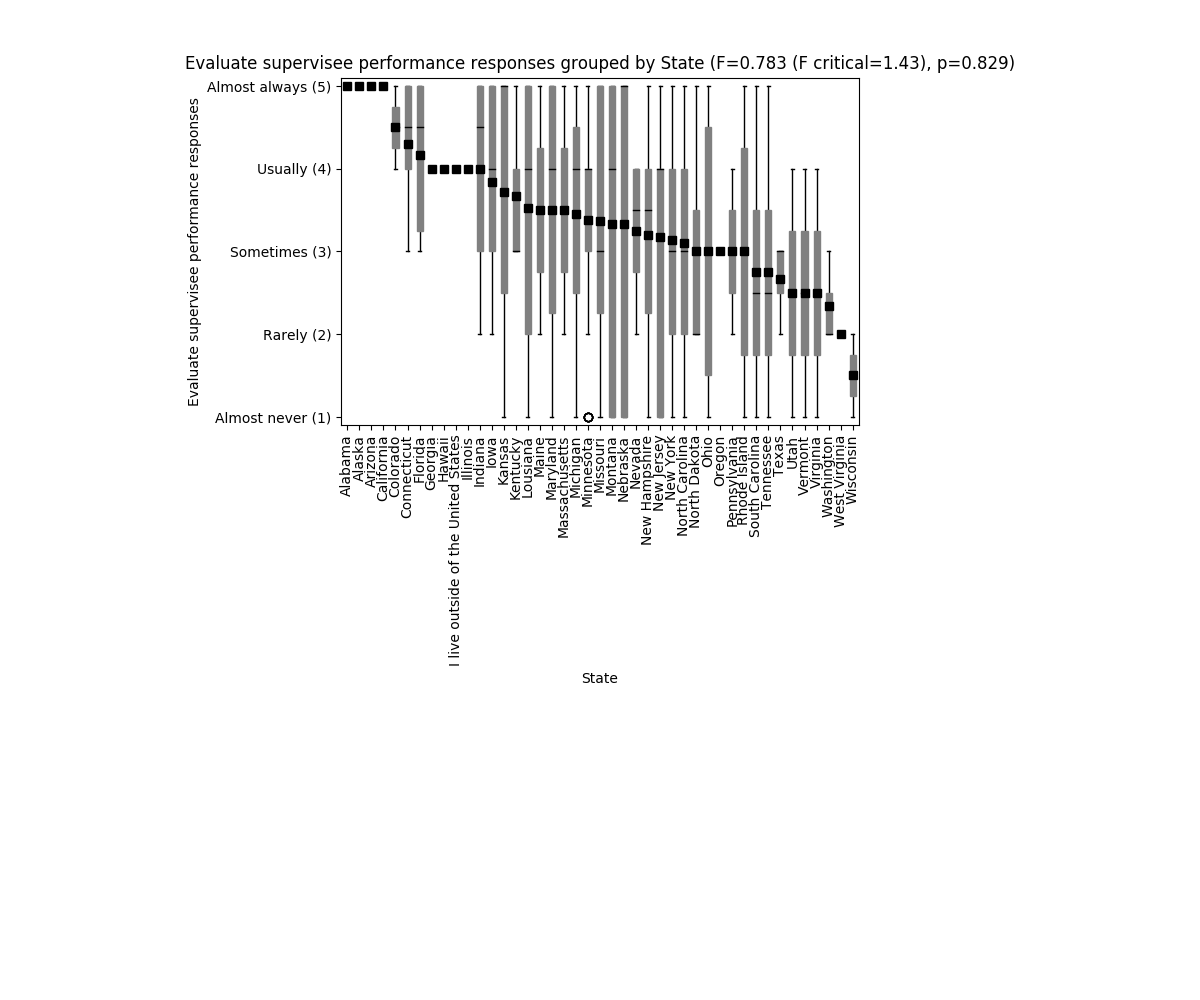 Evaluate supervisee performance responses grouped by State (F=0.783 (F critical=1.43), p=0.829)
Evaluate supervisee performance responses
Almost always (5)
Usually (4)
Sometimes (3)
Rarely (2)
Almost never (1)
Alabama
Alaska
Arizona
California
Colorado
Connecticut
Florida
Georgia
Hawaii
I live outside of the United States
Illinois
Indiana
Iowa
Kansas
Kentucky
Lousiana
Maine
Maryland
Massachusetts
Michigan
Minnesota
Missouri
Montana
Nebraska
Nevada
New Hampshire
New Jersey
New York
North Carolina
North Dakota
Ohio
Oregon
Pennsylvania
Rhode Island
South Carolina
Tennessee
Texas
Utah
Vermont
Virginia
Washington
West Virginia
Wisconsin
State